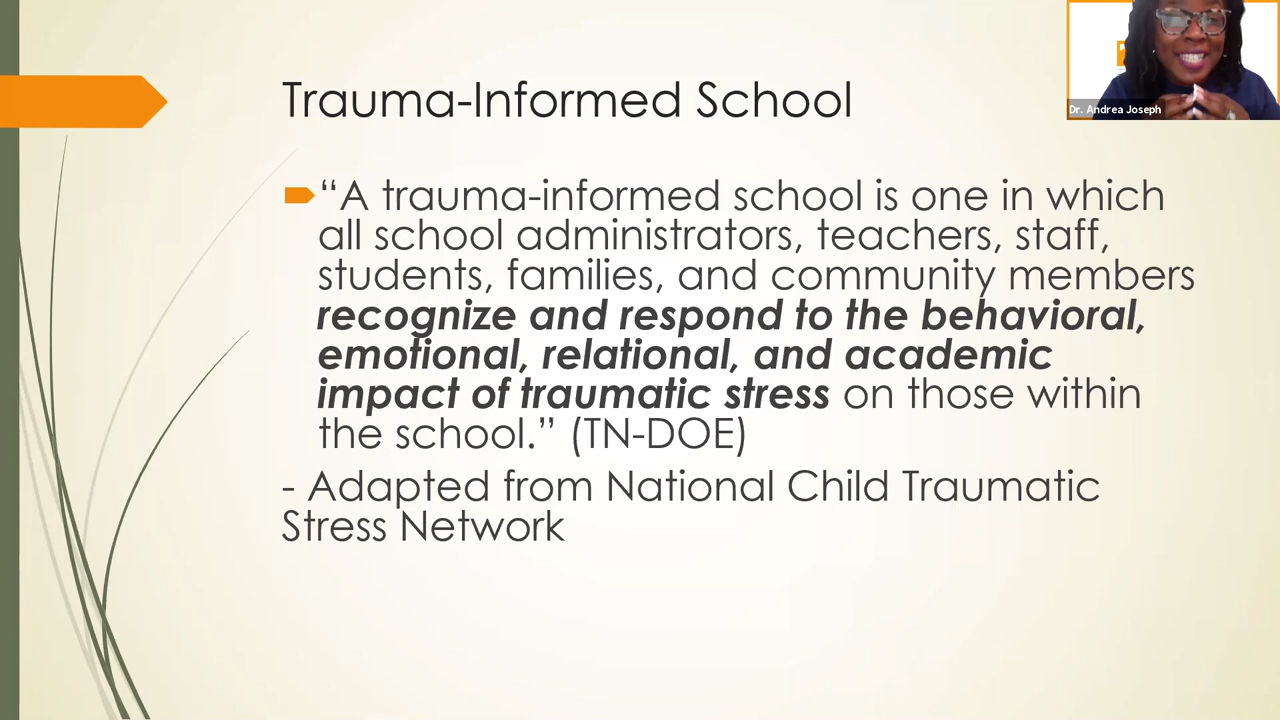 Trauma-Informed School
Dr. Andrea Joseph
“A trauma-informed school is one in which
all school administrators, teachers, staff,
students, families, and community members
recognize and respond to the behavioral,
emotional, relational, and academic
impact of traumatic stress on those within
the school.” (TN-DOE)
- Adapted from National Child Traumatic
Stress Network